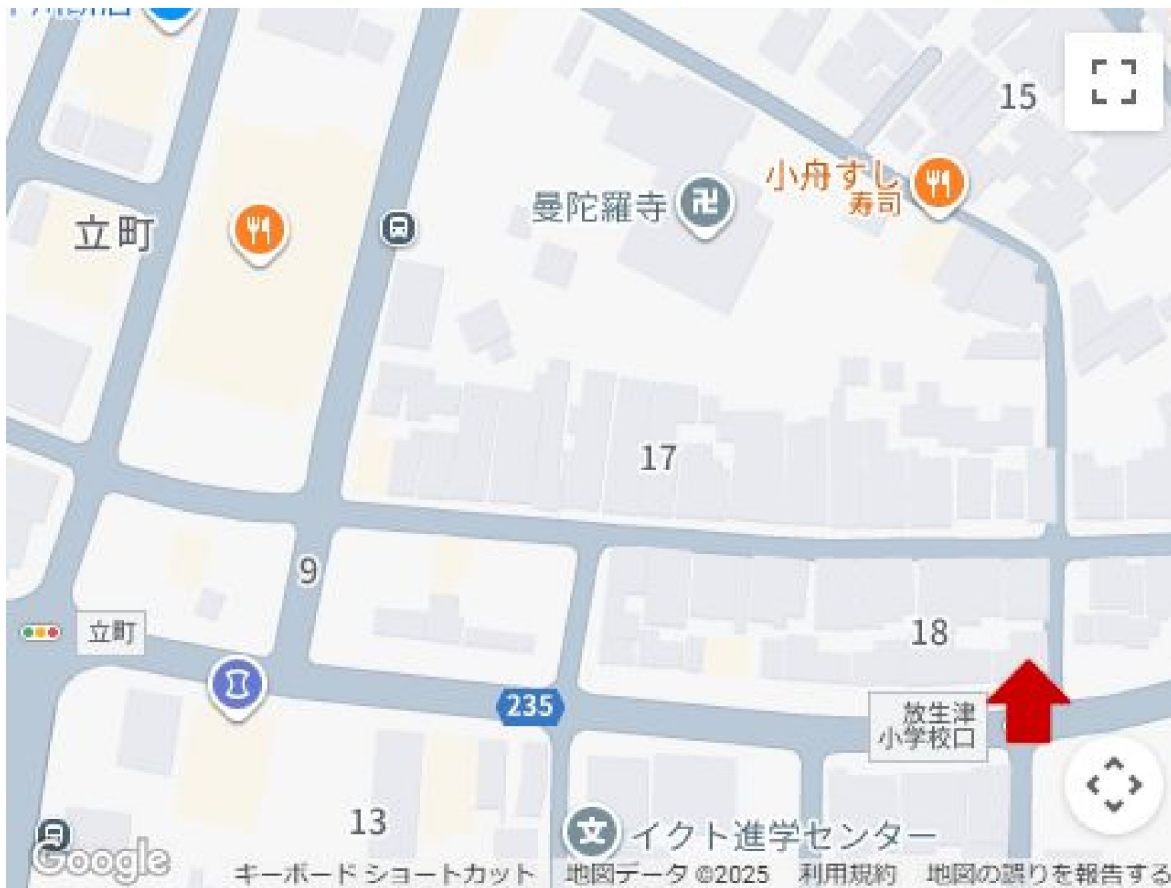 15
小舟すし
寿司
曼陀羅寺
立町
17
9
18
立町
235
放生津
小学校口
13
イクト進学センター
Google
キーボード ショートカット
地図データ ©2025
利用規約
地図の誤りを報告する